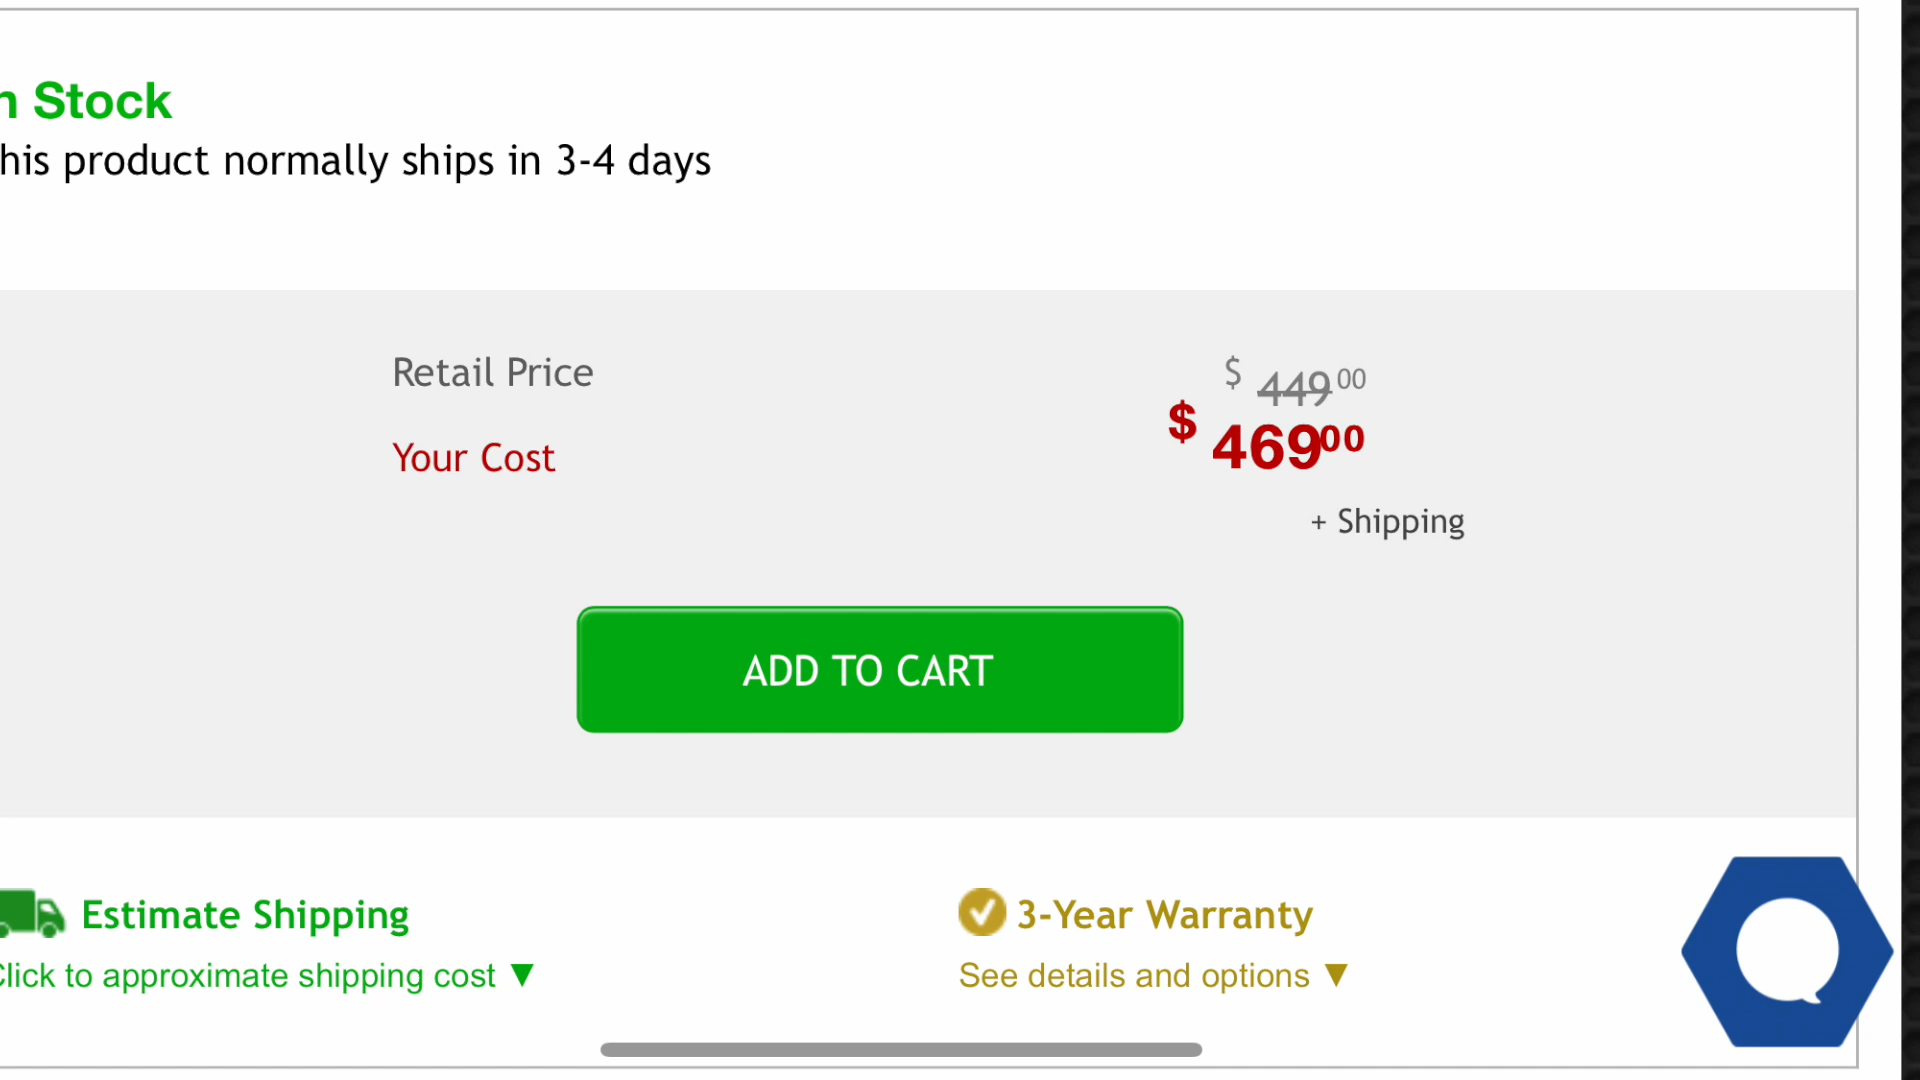 n Stock
his product normally ships in 3-4 days
Retail Price
$ 449 00
Your Cost
$ 469 00
+ Shipping
ADD TO CART
Estimate Shipping
Click to approximate shipping cost ▼
3-Year Warranty
See details and options ▼